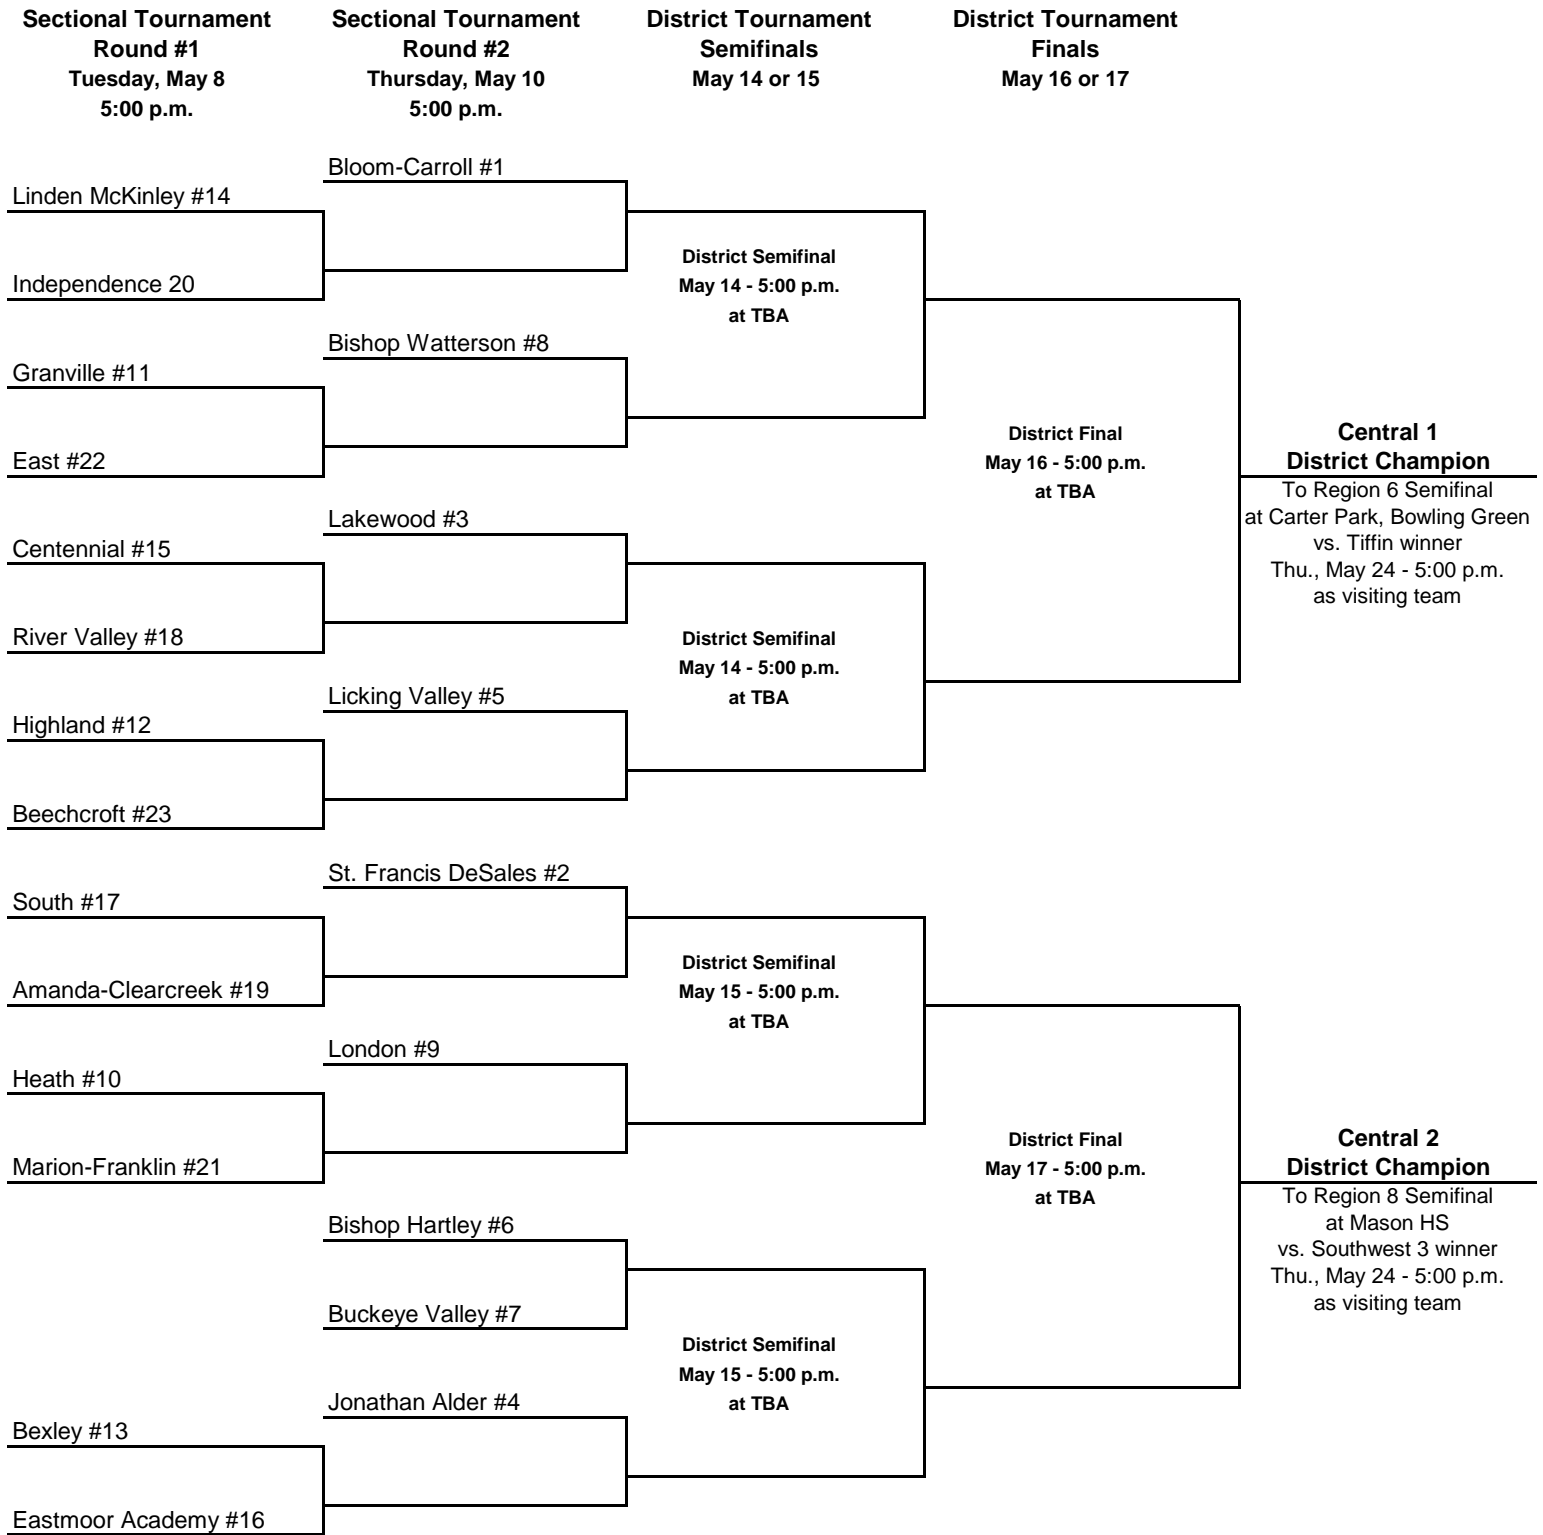 Sectional Tournament
Round #1
Tuesday, May 8
5:00 p.m.
Sectional Tournament
Round #2
Thursday, May 10
5:00 p.m.
District Tournament
Semifinals
May 14 or 15
District Tournament
Finals
May 16 or 17
Linden McKinley #14
Independence 20
Granville #11
East #22
Centennial #15
River Valley #18
Highland #12
Beechcroft #23
South #17
Amanda-Clearcreek #19
Heath #10
Marion-Franklin #21
Bexley #13
Eastmoor Academy #16
Bloom-Carroll #1
Bishop Watterson #8
Lakewood #3
Licking Valley #5
St. Francis DeSales #2
London #9
Bishop Hartley #6
Buckeye Valley #7
Jonathan Alder #4
District Semifinal
May 14 - 5:00 p.m.
at TBA
District Semifinal
May 14 - 5:00 p.m.
at TBA
District Semifinal
May 15 - 5:00 p.m.
at TBA
District Semifinal
May 15 - 5:00 p.m.
at TBA
District Final
May 16 - 5:00 p.m.
at TBA
District Final
May 17 - 5:00 p.m.
at TBA
Central 1
District Champion
To Region 6 Semifinal
at Carter Park, Bowling Green
vs. Tiffin winner
Thu., May 24 - 5:00 p.m.
as visiting team
Central 2
District Champion
To Region 8 Semifinal
at Mason HS
vs. Southwest 3 winner
Thu., May 24 - 5:00 p.m.
as visiting team